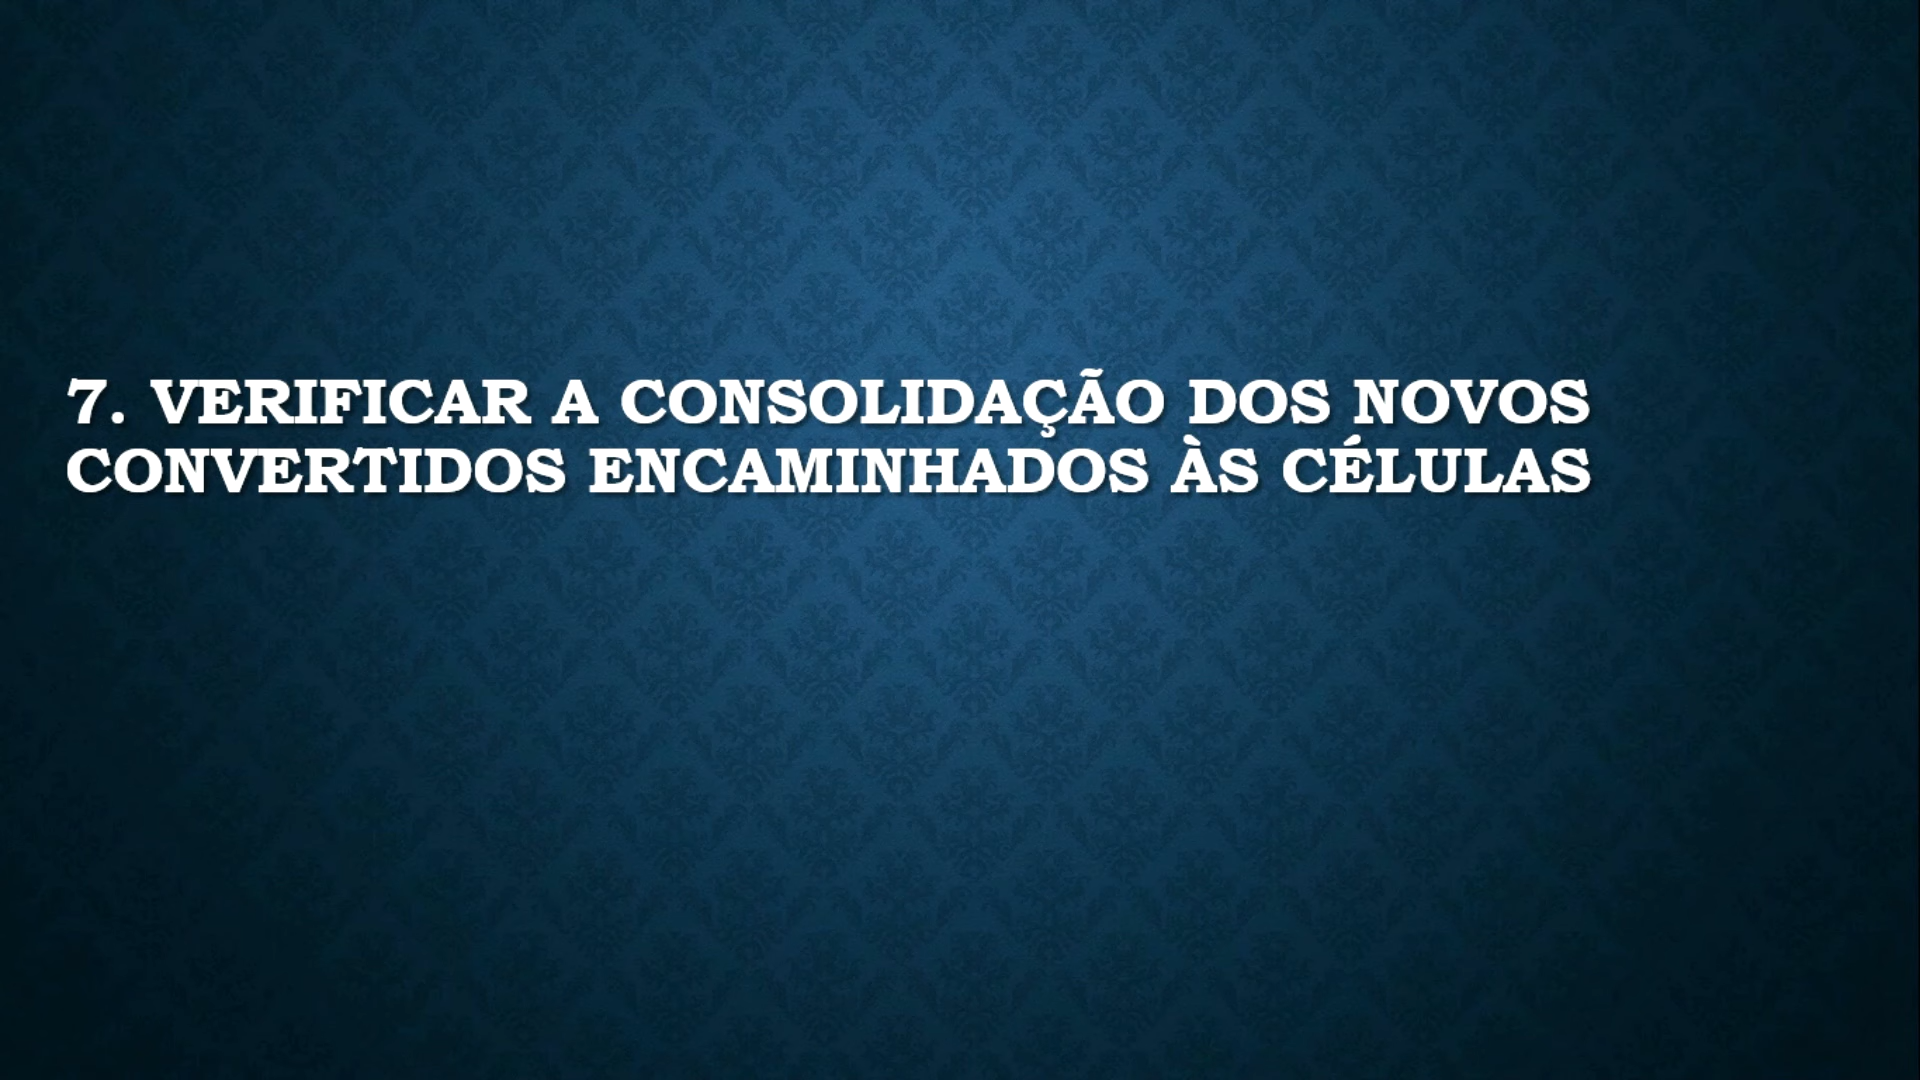 7. VERIFICAR A CONSOLIDAÇÃO DOS NOVOS
CONVERTIDOS ENCAMINHADOS ÀS CÉLULAS